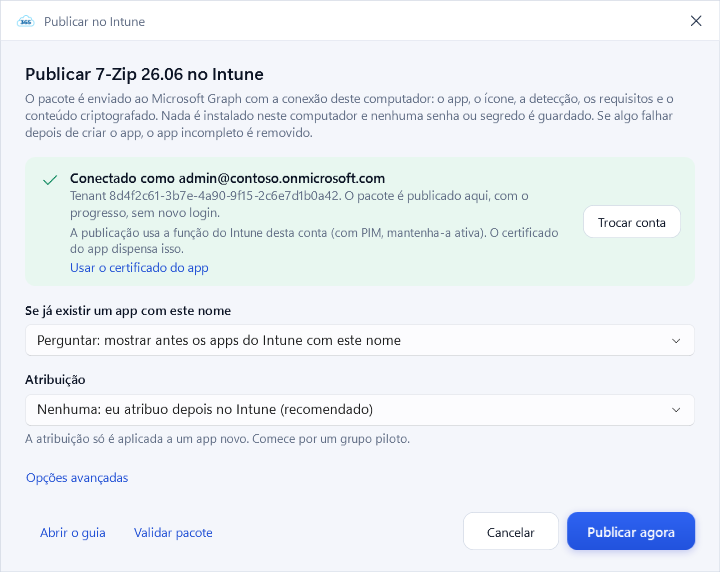 365
Publicar no Intune
Publicar 7-Zip 26.06 no Intune
O pacote é enviado ao Microsoft Graph com a conexão deste computador: o app, o ícone, a detecção, os requisitos e o
conteúdo criptografado. Nada é instalado neste computador e nenhuma senha ou segredo é guardado. Se algo falhar
depois de criar o app, o app incompleto é removido.
Conectado como admin@contoso.onmicrosoft.com
Tenant 8d4f2c61-3b7e-4a90-9f15-2c6e7d1b0a42. O pacote é publicado aqui, com o
progresso, sem novo login.
A publicação usa a função do Intune desta conta (com PIM, mantenha-a ativa). O certificado
do app dispensa isso.
Usar o certificado do app
Trocar conta
Se já existir um app com este nome
Perguntar: mostrar antes os apps do Intune com este nome
Atribuição
Nenhuma: eu atribuo depois no Intune (recomendado)
A atribuição só é aplicada a um app novo. Comece por um grupo piloto.
Opções avançadas
Abrir o guia
Validar pacote
Cancelar
Publicar agora